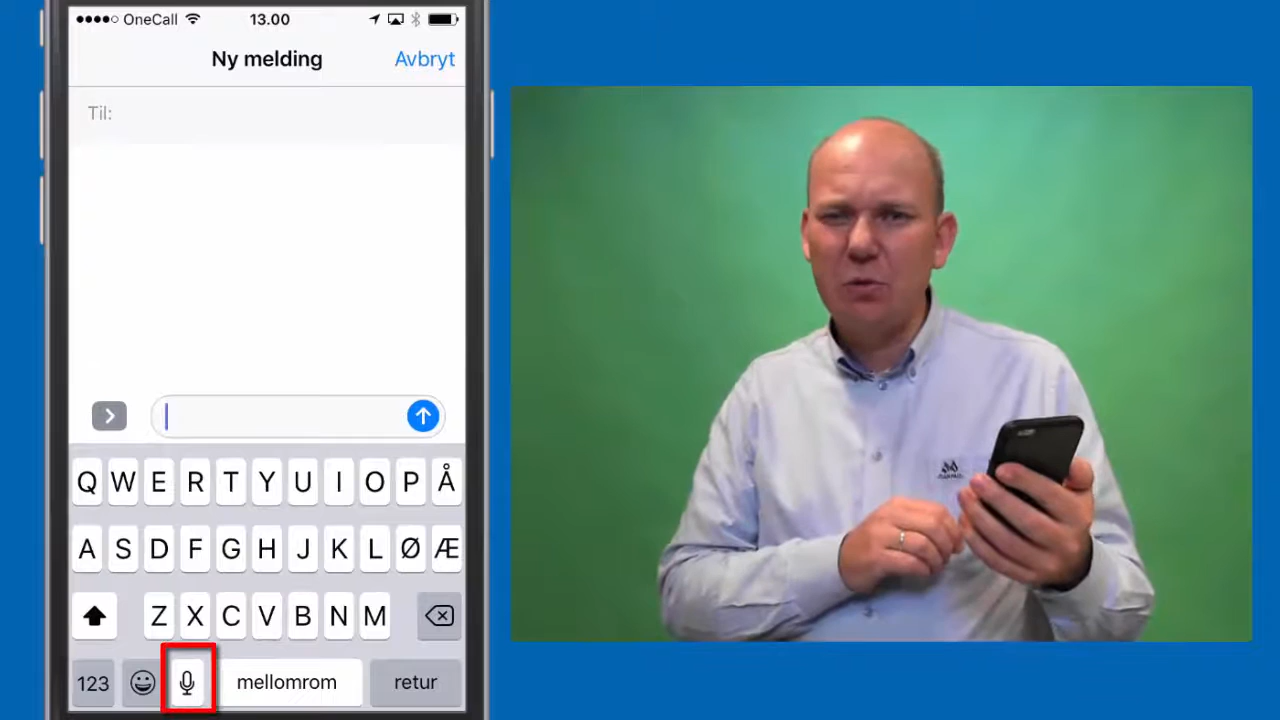 OneCall 13.00
Ny melding Avbryt
Til:
Q W E R T Y U I O P Å
A S D F G H J K L Ø Æ
Z X C V B N M
123 mellomrom retur